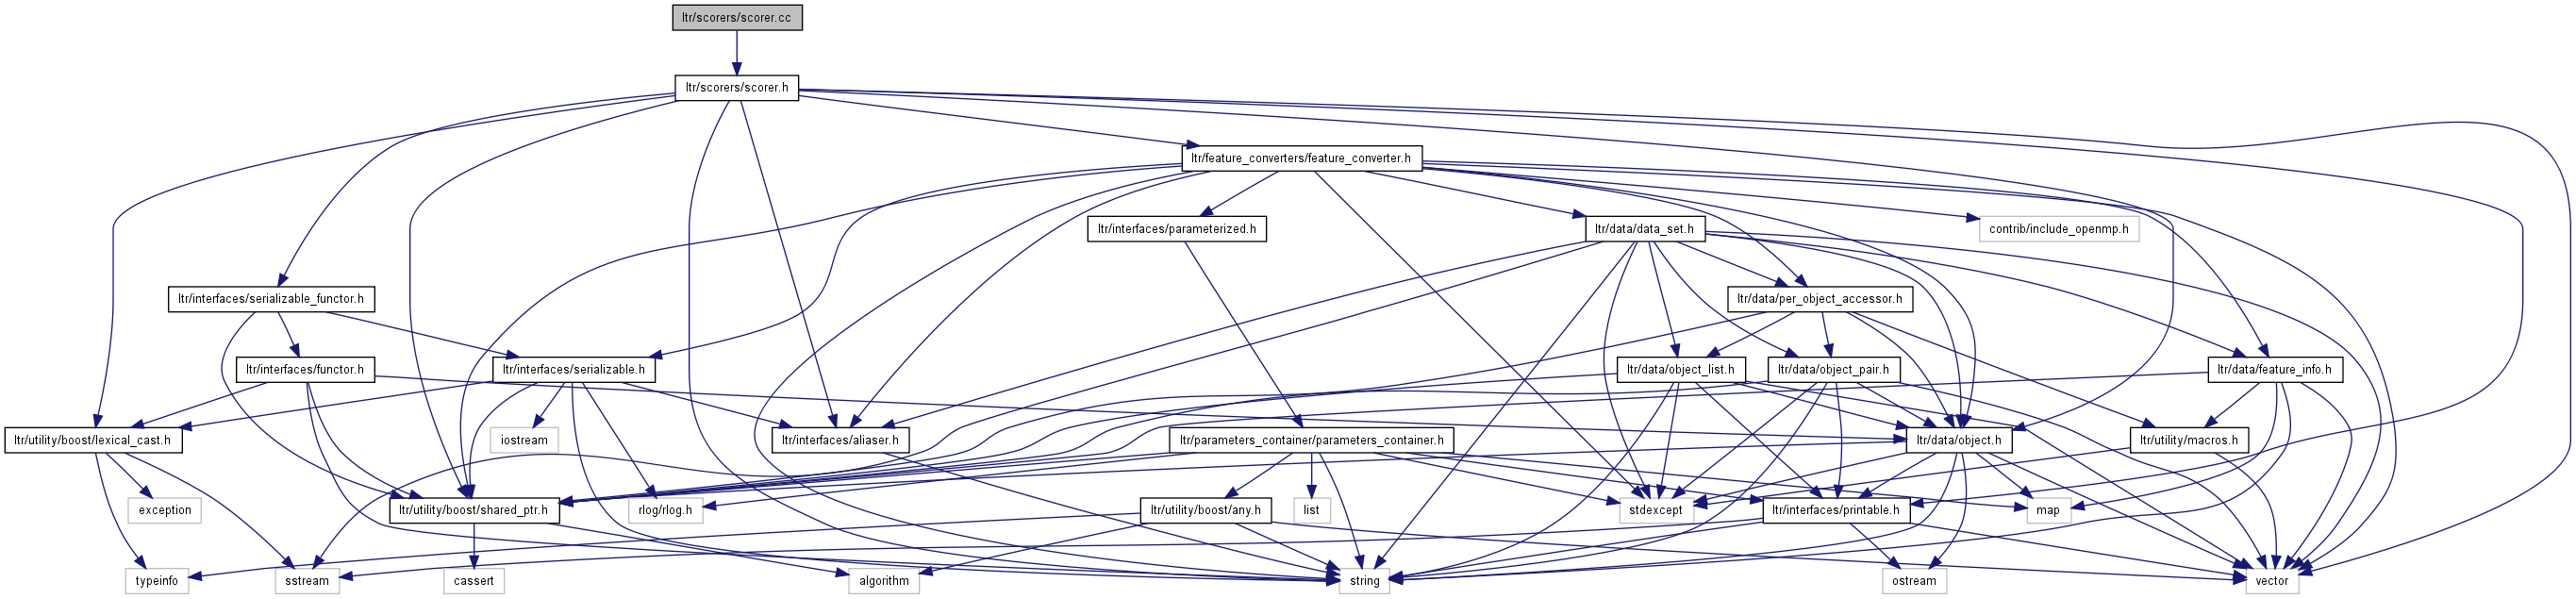 ltr/scorers/scorer.cc
ltr/scorers/scorer.h
ltr/feature_converters/feature_converter.h
ltr/interfaces/parameterized.h
ltr/data/data_set.h
contrib/include_openmp.h
ltr/interfaces/serializable_functor.h
ltr/data/per_object_accessor.h
ltr/interfaces/functor.h
ltr/interfaces/serializable.h
ltr/data/object_list.h
ltr/data/object_pair.h
ltr/data/feature_info.h
ltr/utility/boost/lexical_cast.h
iostream
ltr/interfaces/aliaser.h
ltr/parameters_container/parameters_container.h
ltr/data/object.h
ltr/utility/macros.h
exception
ltr/utility/boost/shared_ptr.h
rlog/rlog.h
ltr/utility/boost/any.h
list
stdexcept
ltr/interfaces/printable.h
map
typeinfo
sstream
cassert
algorithm
string
ostream
vector